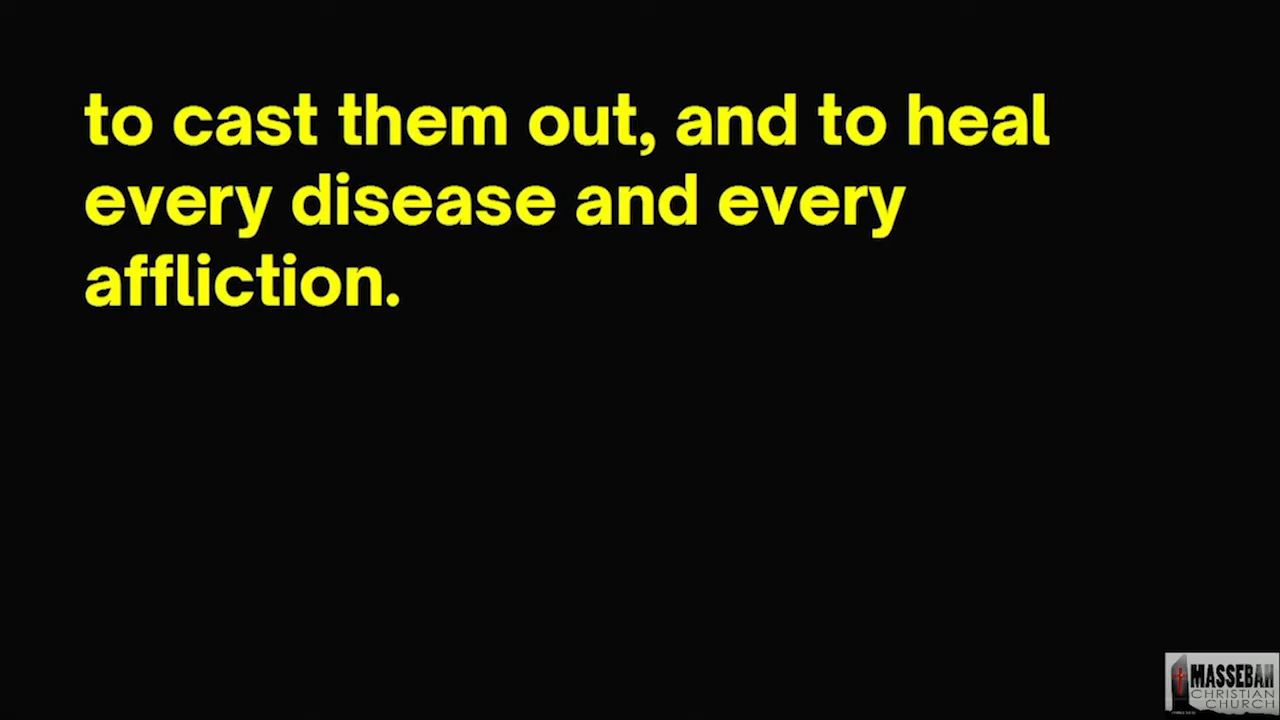 to cast them out, and to heal
every disease and every
affliction.
MASSEBAH
CHRISTIAN
CHURCH